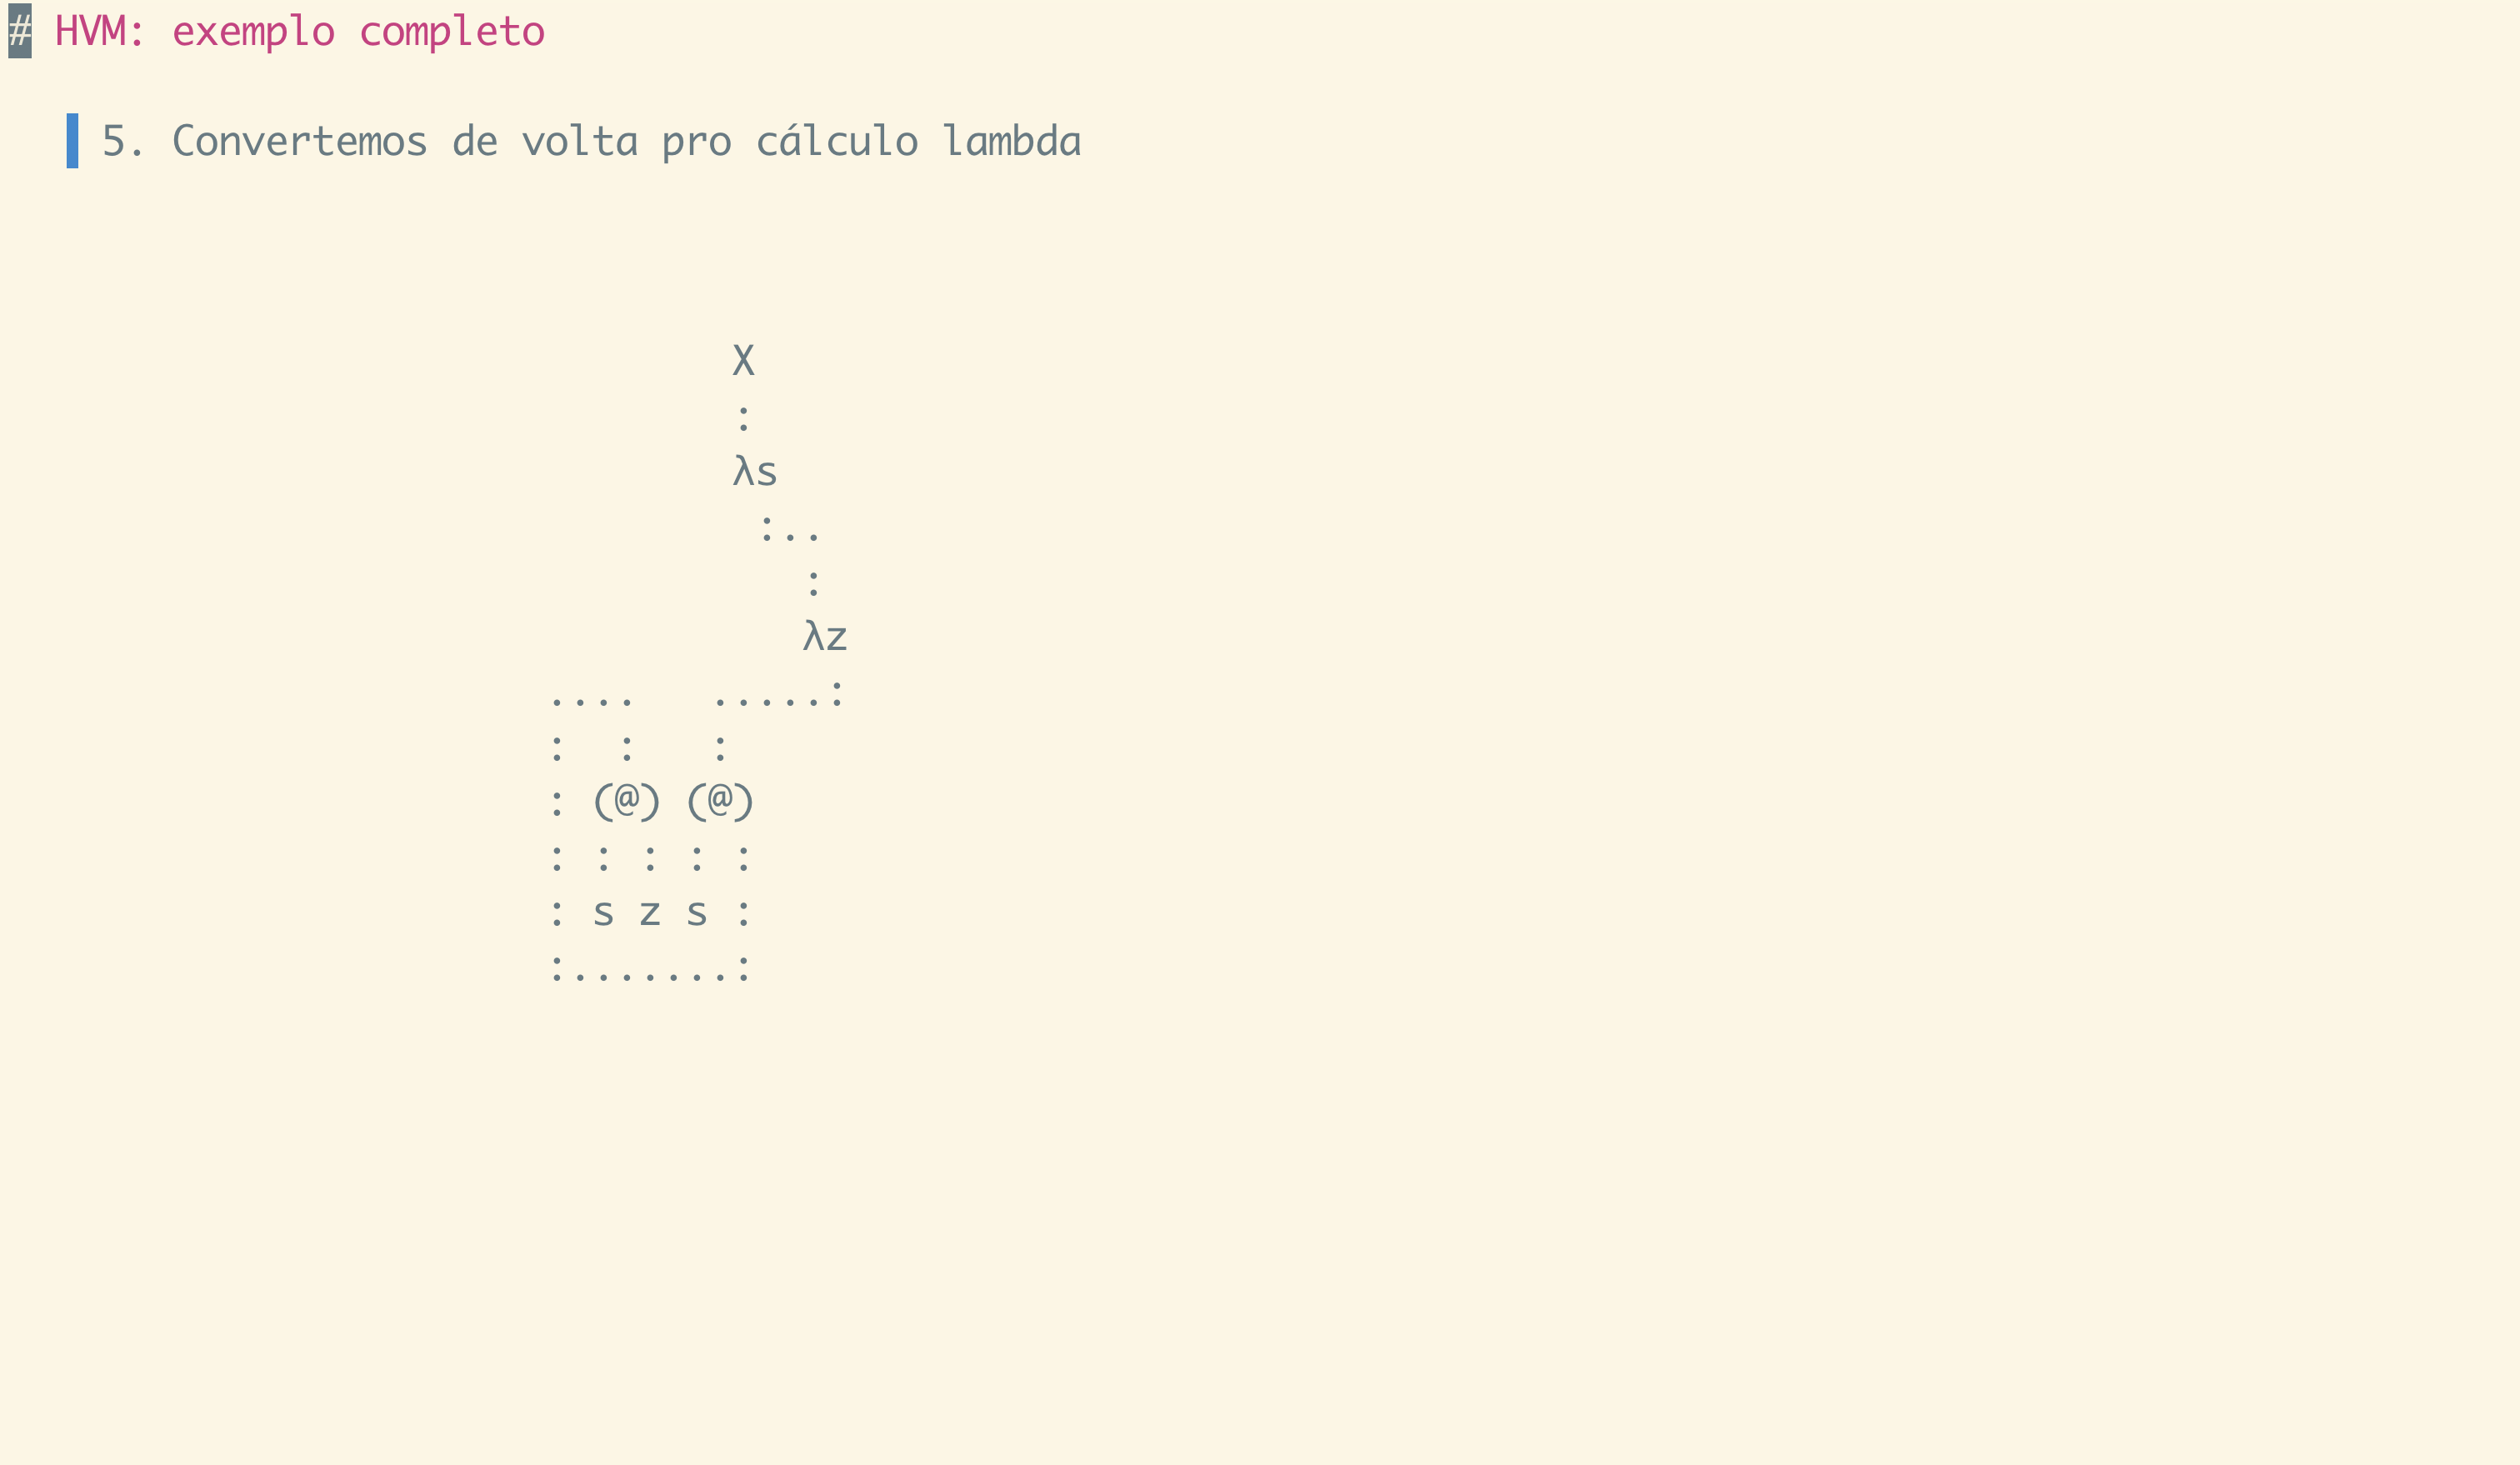 # HVM: exemplo completo
5. Convertemos de volta pro cálculo lambda
X
:
λs
:..
:
λz
.... .....:
: : :
: (@) (@)
: : : : :
: s z s :
:.......: